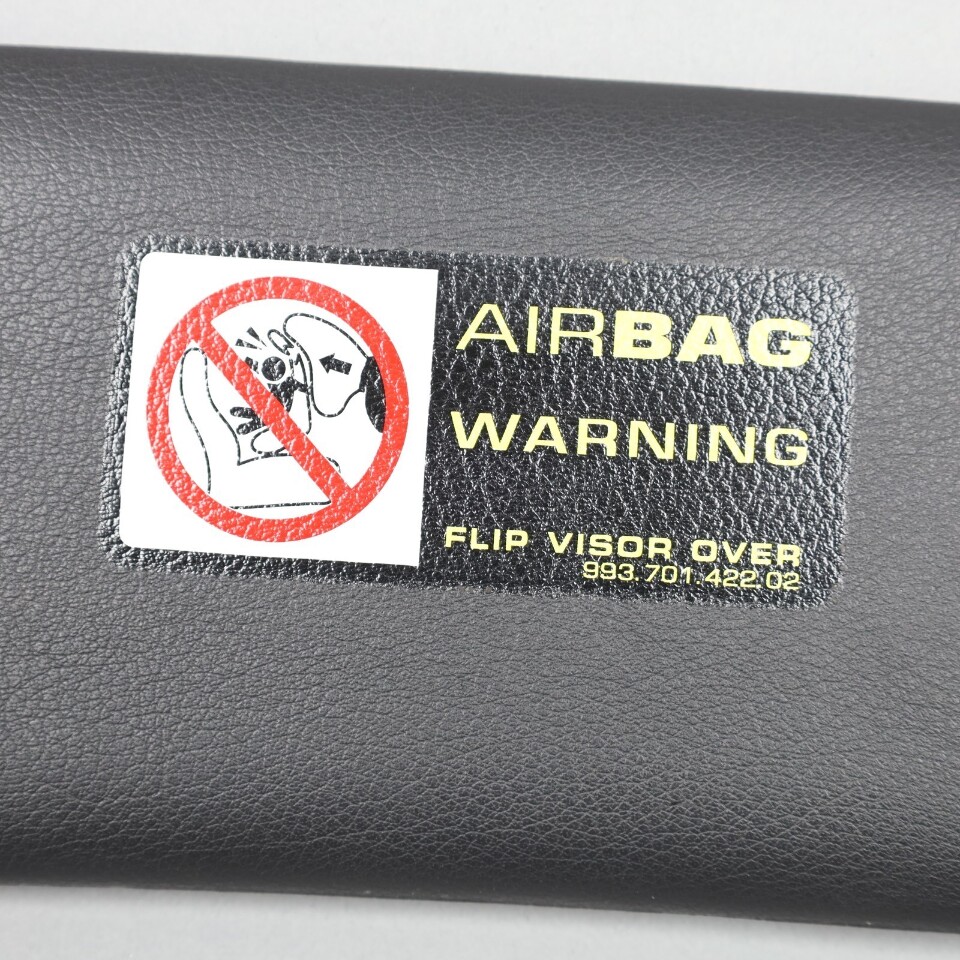 AIRBAG
WARNING
FLIP VISOR OVER
993.701.422.02